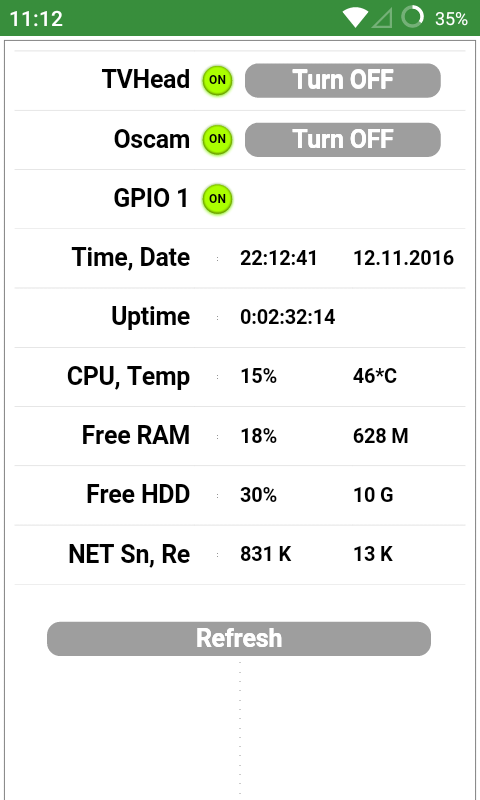 11:12 35%
TVHead ON Turn OFF
Oscam ON Turn OFF
GPIO 1 ON
Time, Date : 22:12:41 12.11.2016
Uptime : 0:02:32:14
CPU, Temp : 15% 46*C
Free RAM : 18% 628 M
Free HDD : 30% 10 G
NET Sn, Re : 831 K 13 K
Refresh